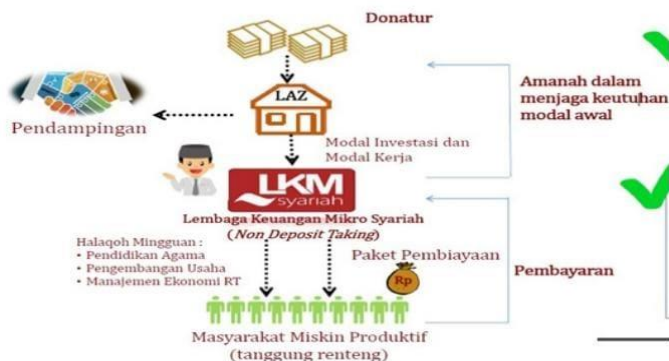 Donatur
LAZ
Pendampingan
Amanah dalam
menjaga keutuhan
modal awal
Modal Investasi dan
Modal Kerja
LKM
syariah
Lembaga Keuangan Mikro Syariah
(Non Deposit Taking)
Halaqoh Mingguan :
• Pendidikan Agama
• Pengembangan Usaha
• Manajemen Ekonomi RT
Paket Pembiayaan
Rp
Pembayaran
Masyarakat Miskin Produktif
(tanggung renteng)